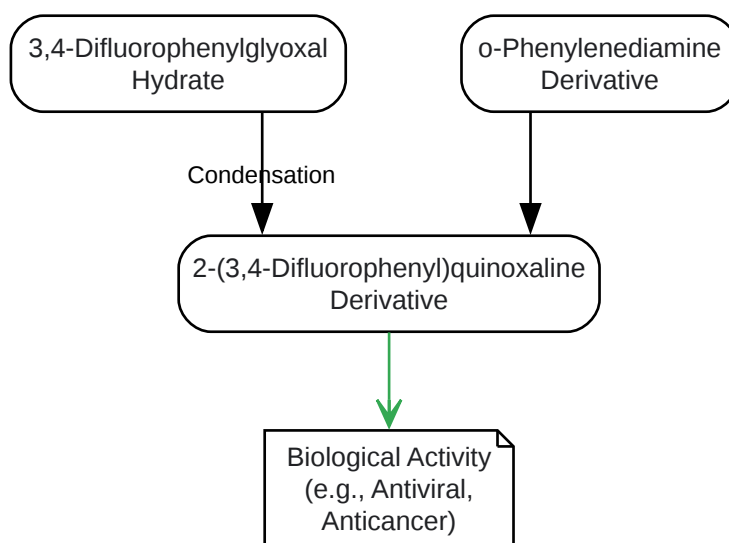 3,4-Difluorophenylglyoxal
Hydrate
o-Phenylenediamine
Derivative
Condensation
2-(3,4-Difluorophenyl)quinoxaline
Derivative
Biological Activity
(e.g., Antiviral,
Anticancer)